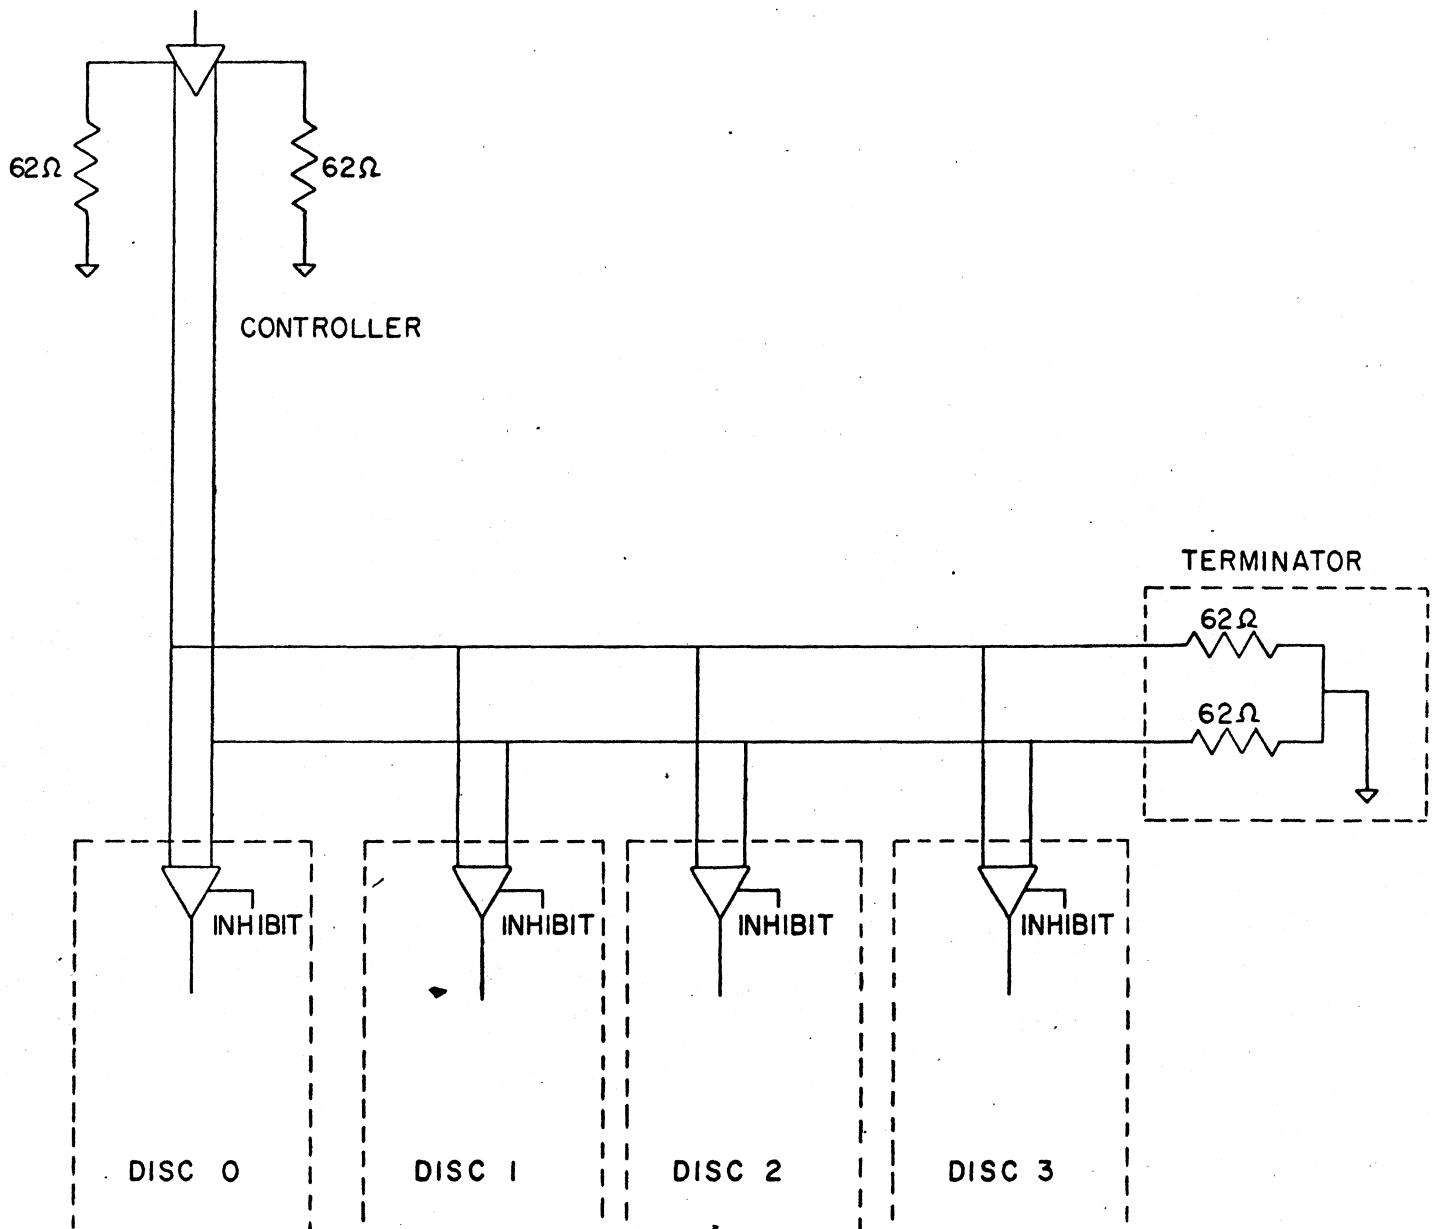 62Ω
62Ω
CONTROLLER
TERMINATOR
62Ω
62Ω
INHIBIT
INHIBIT
INHIBIT
INHIBIT
DISC 0
DISC 1
DISC 2
DISC 3